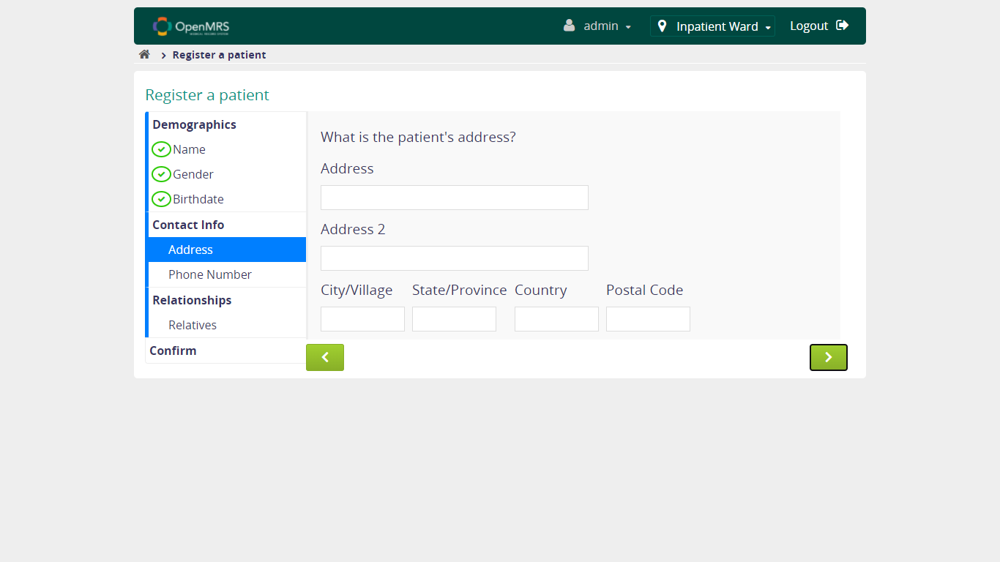 OpenMRS
admin
Inpatient Ward
Logout
Register a patient
Register a patient
Demographics
Name
Gender
Birthdate
Contact Info
Address
Phone Number
Relationships
Relatives
Confirm
What is the patient's address?
Address
Address 2
City/Village State/Province Country Postal Code